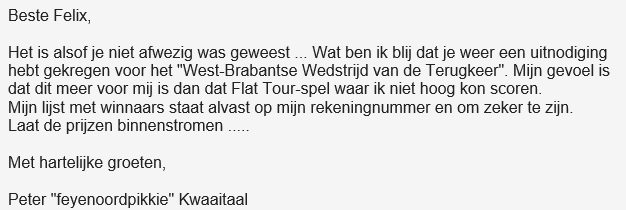 Beste Felix,
Het is alsof je niet afwezig was geweest ... Wat ben ik blij dat je weer een uitnodiging
hebt gekregen voor het "West-Brabantse Wedstrijd van de Terugkeer". Mijn gevoel is
dat dit meer voor mij is dan dat Flat Tour-spel waar ik niet hoog kon scoren.
Mijn lijst met winnaars staat alvast op mijn rekeningnummer en om zeker te zijn.
Laat de prijzen binnenstromen .....
Met hartelijke groeten,
Peter "feyenoordpikkie" Kwaaitaal